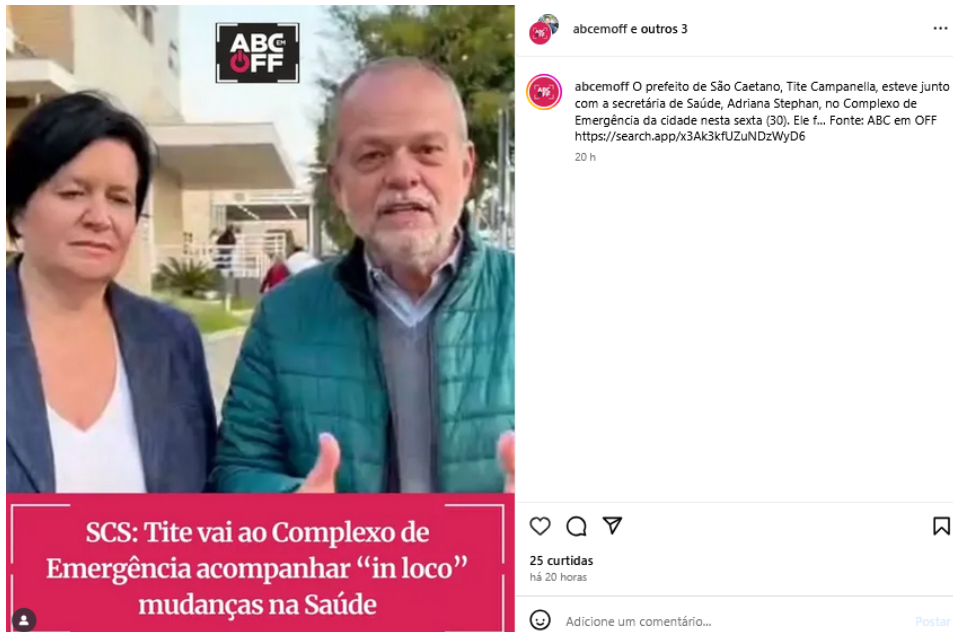 ABC EM
OFF
SCS: Tite vai ao Complexo de
Emergência acompanhar “in loco”
mudanças na Saúde
abcemoff e outros 3
abcemoff O prefeito de São Caetano, Tite Campanella, esteve junto
com a secretária de Saúde, Adriana Stephan, no Complexo de
Emergência da cidade nesta sexta (30). Ele f... Fonte: ABC em OFF
https://search.app/x3Ak3kfUZuNDzWyD6
20 h
25 curtidas
há 20 horas
Adicione um comentário...
Postar